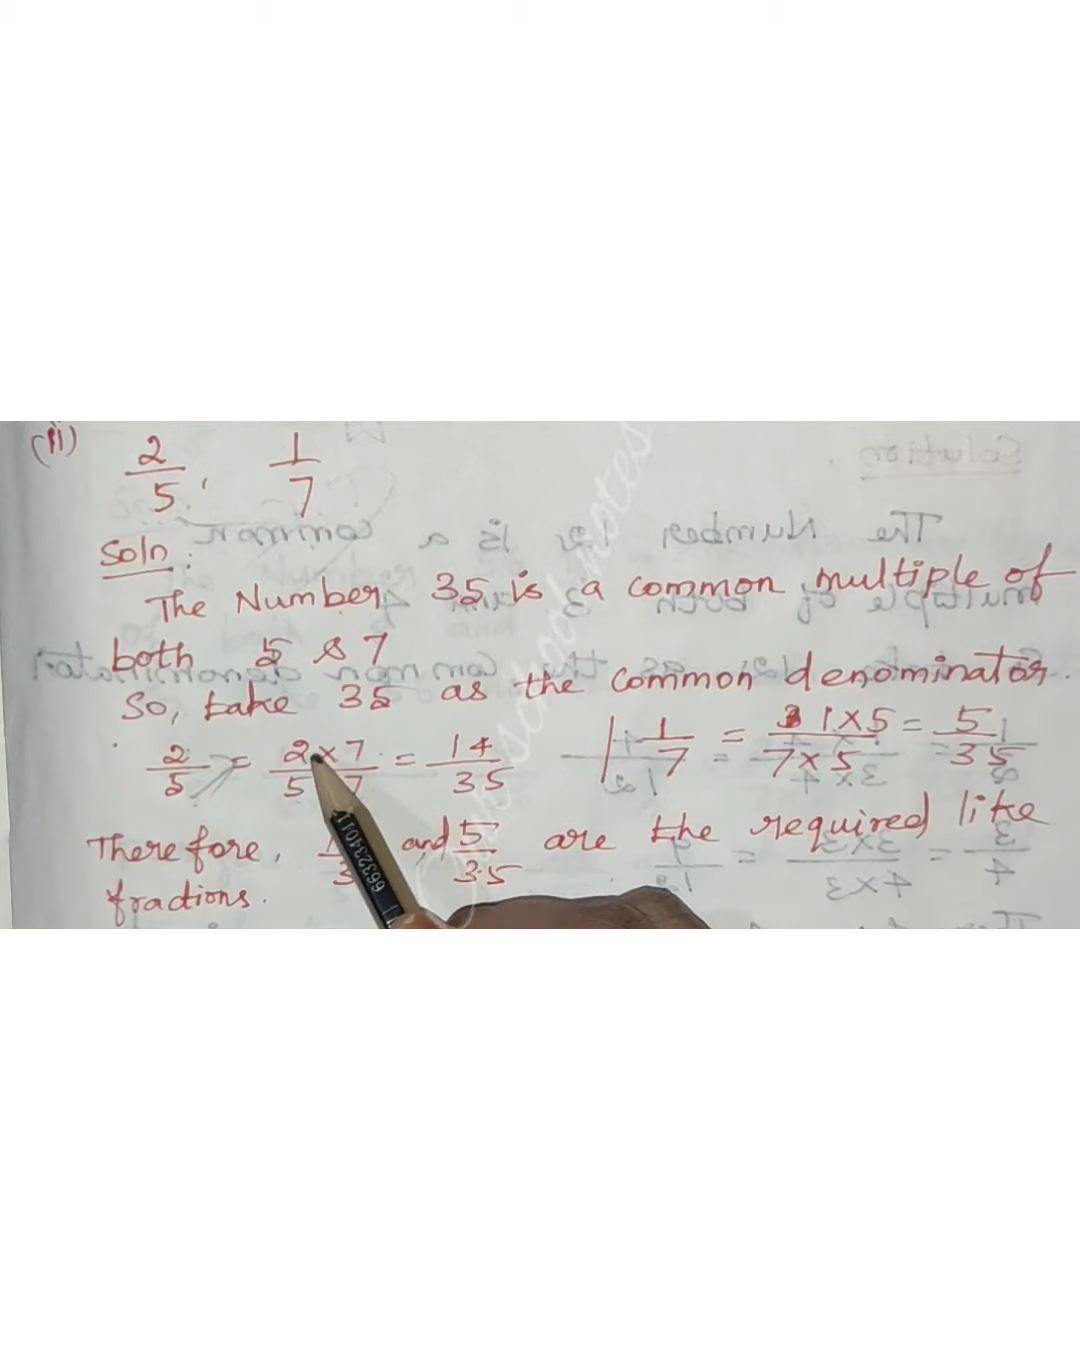 (ii) 2/5, 1/7
Soln:
The Number 35 is a common multiple of
both 5 & 7
So, take 35 as the common denominator.
2/5 = 2×7/5 7 = 14/35 | 1/7 = 1×5/7×5 = 5/35
Therefore, and 5/35 are the required like
fractions.
663234041